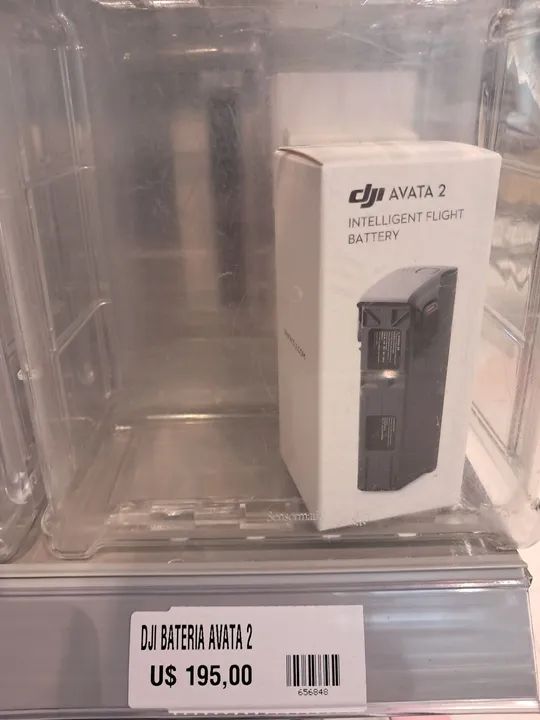 dji AVATA 2
INTELLIGENT FLIGHT
BATTERY
DJI BATERIA AVATA 2
U$ 195,00
656848